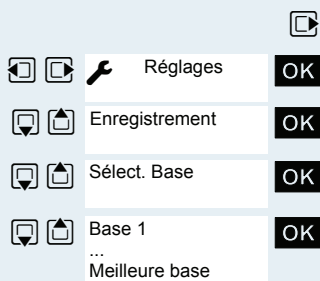 Réglages OK
Enregistrement OK
Sélect. Base OK
Base 1 OK
...
Meilleure base